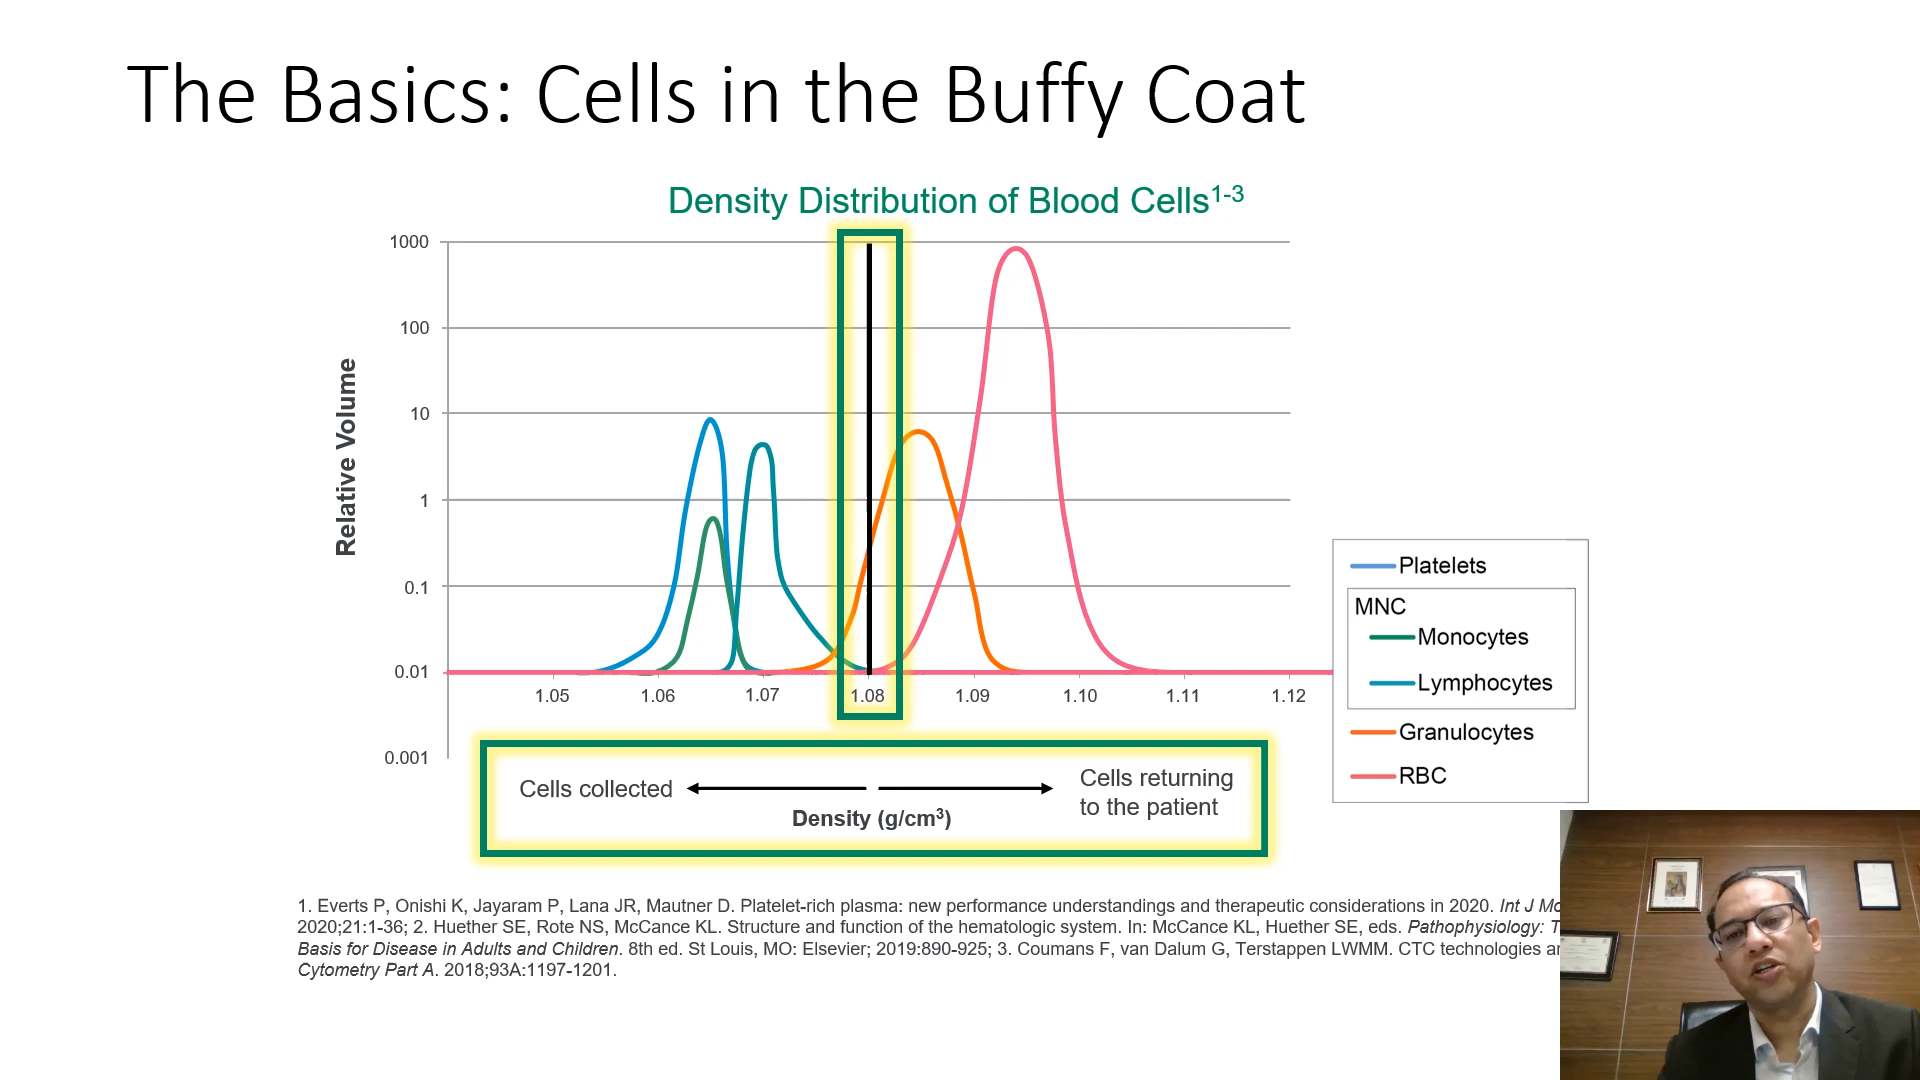 The Basics: Cells in the Buffy Coat
Density Distribution of Blood Cells1-3
1000
100
10
1
0.1
0.01
0.001
Relative Volume
1.05 1.06 1.07 1.08 1.09 1.10 1.11 1.12
Cells collected
Cells returning
to the patient
Density (g/cm3)
Platelets
MNC
Monocytes
Lymphocytes
Granulocytes
RBC
1. Everts P, Onishi K, Jayaram P, Lana JR, Mautner D. Platelet-rich plasma: new performance understandings and therapeutic considerations in 2020. Int J
2020;21:1-36; 2. Huether SE, Rote NS, McCance KL. Structure and function of the hematologic system. In: McCance KL, Huether SE, eds. Pathophysiology:
Basis for Disease in Adults and Children. 8th ed. St Louis, MO: Elsevier; 2019:890-925; 3. Coumans F, van Dalum G, Terstappen LWMM. CTC technologies
Cytometry Part A. 2018;93A:1197-1201.